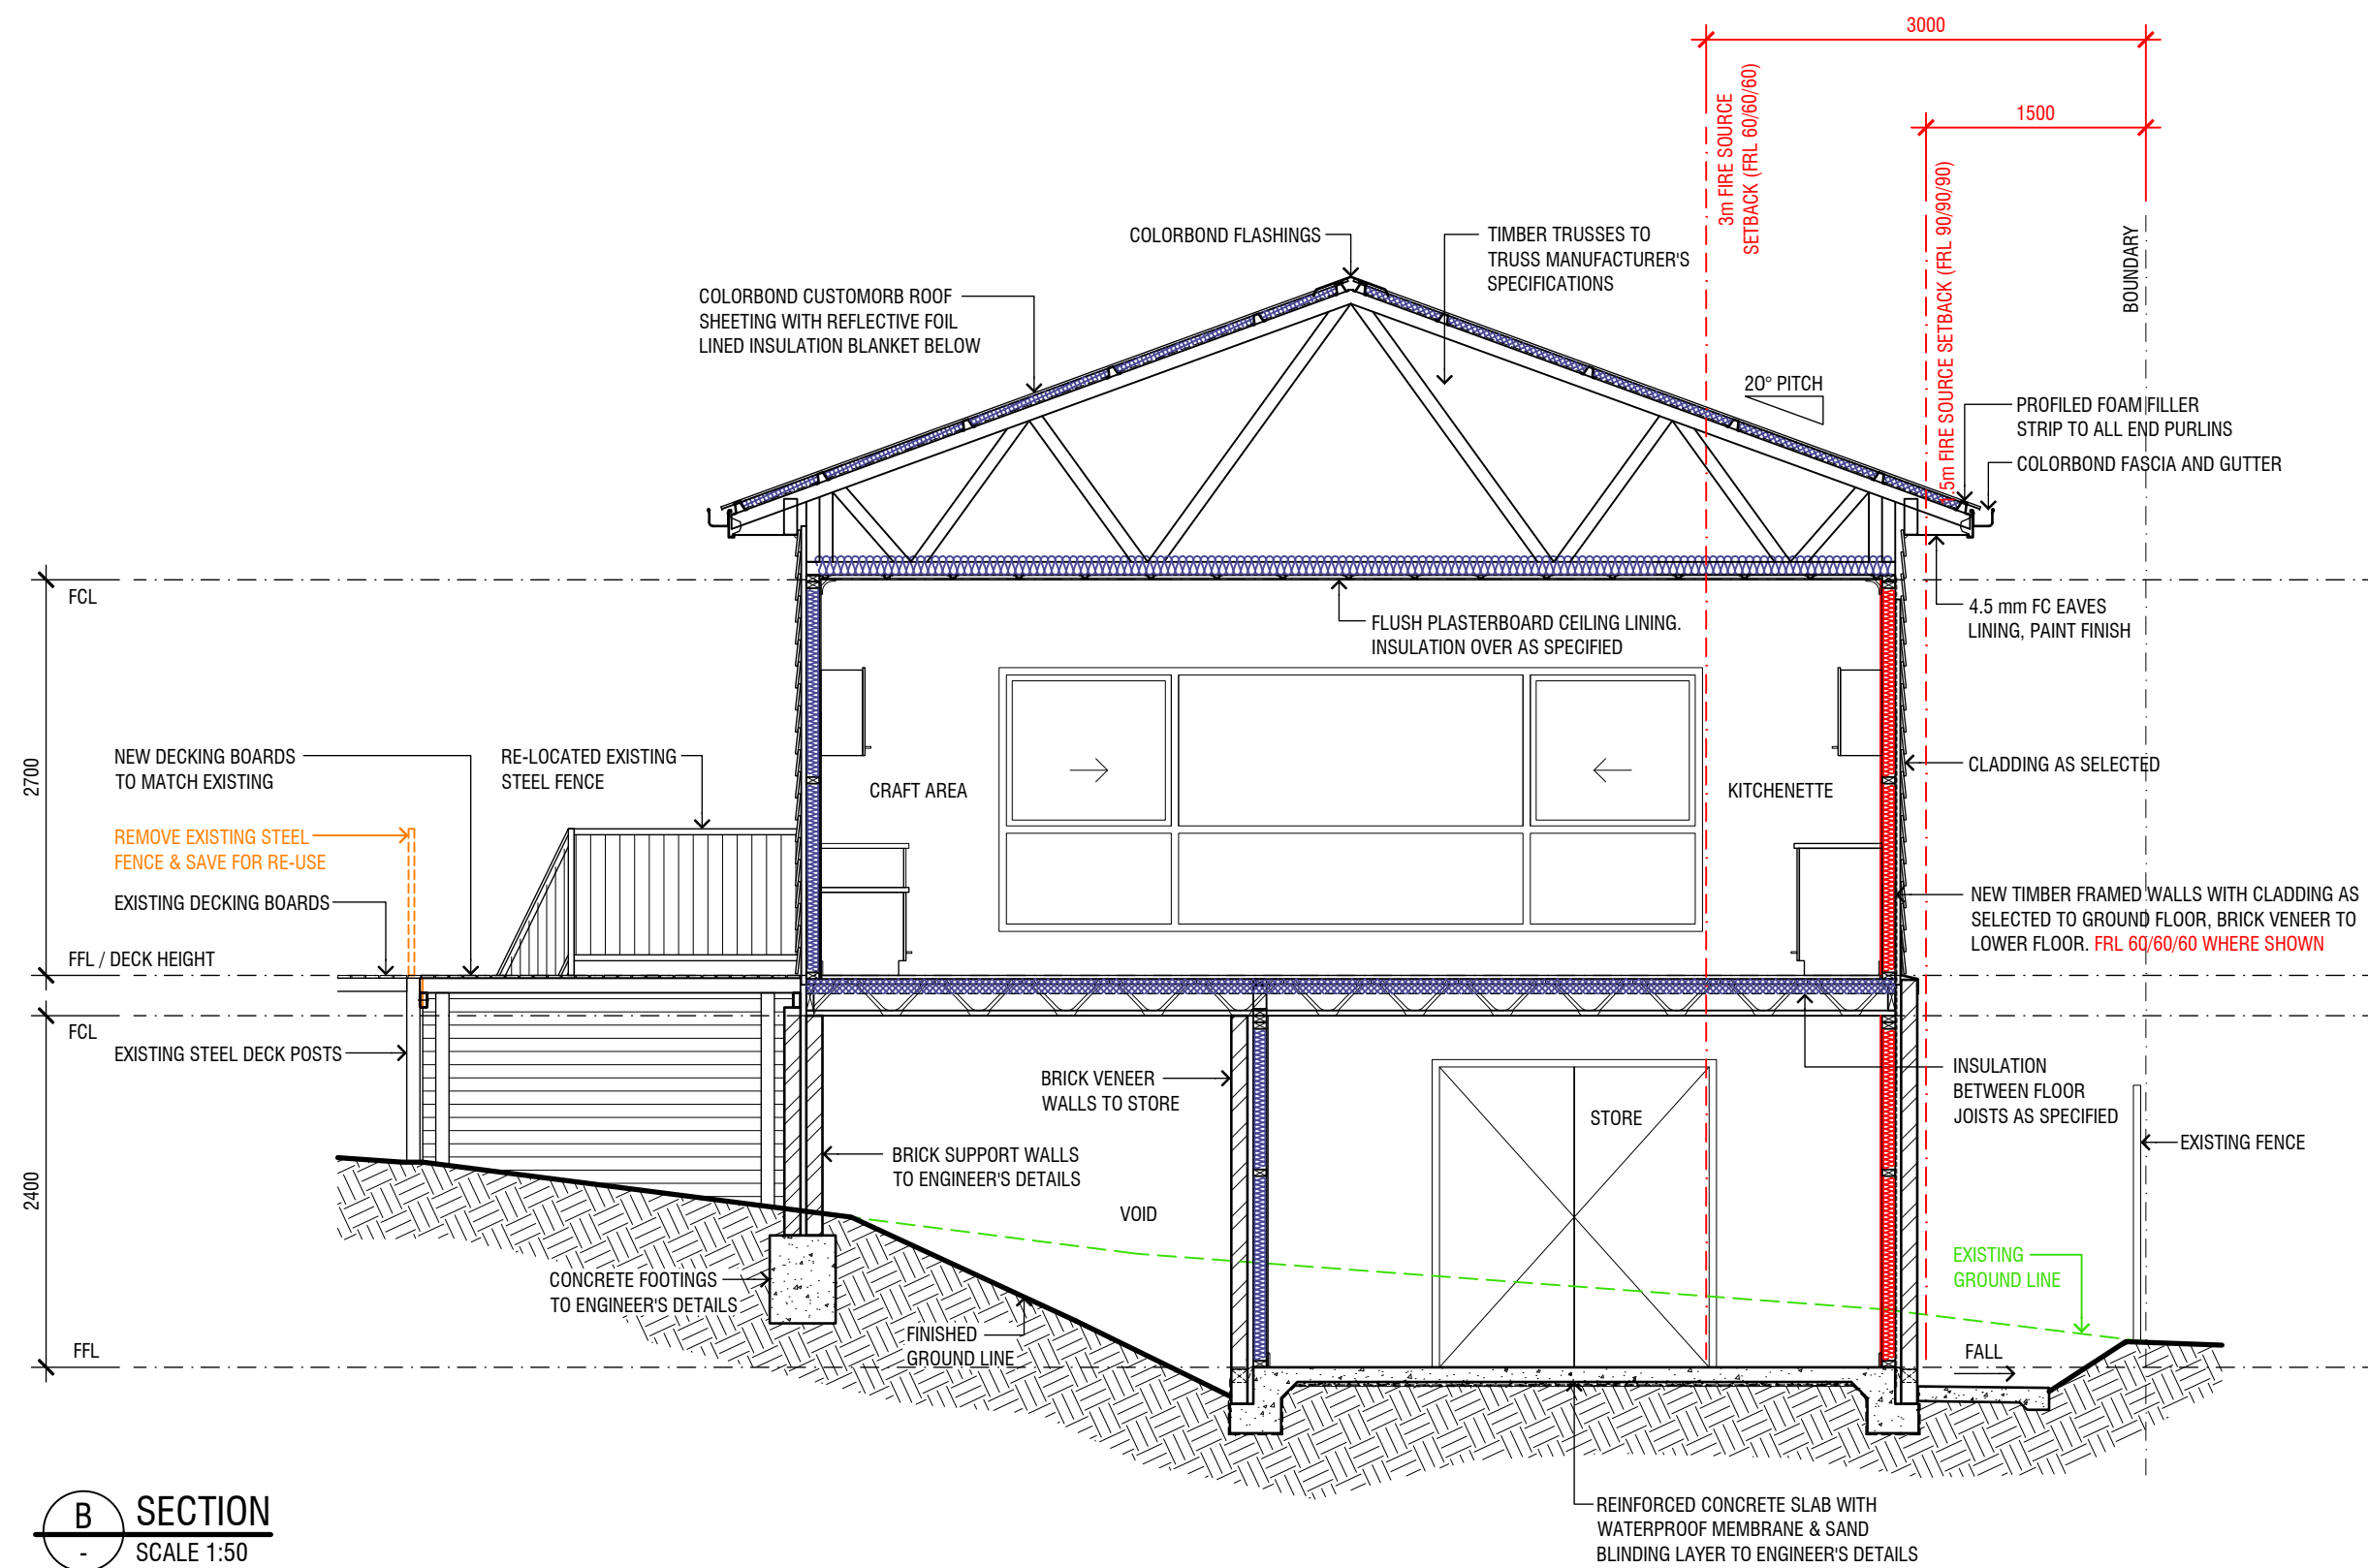 3000
1500
3m FIRE SOURCE
SETBACK (FRL 60/60/60/60)
.5m FIRE SOURCE SETBACK (FRL 90/90/90)
BOUNDARY
COLORBOND FLASHINGS
TIMBER TRUSSES TO
TRUSS MANUFACTURER'S
SPECIFICATIONS
COLORBOND CUSTOMORB ROOF
SHEETING WITH REFLECTIVE FOIL
LINED INSULATION BLANKET BELOW
20° PITCH
PROFILED FOAM FILLER
STRIP TO ALL END PURLINS
COLORBOND FASCIA AND GUTTER
FCL
4.5 mm FC EAVES
LINING, PAINT FINISH
FLUSH PLASTERBOARD CEILING LINING.
INSULATION OVER AS SPECIFIED
2700
NEW DECKING BOARDS
TO MATCH EXISTING
RE-LOCATED EXISTING
STEEL FENCE
CRAFT AREA
KITCHENETTE
CLADDING AS SELECTED
REMOVE EXISTING STEEL
FENCE & SAVE FOR RE-USE
EXISTING DECKING BOARDS
NEW TIMBER FRAMED WALLS WITH CLADDING AS
SELECTED TO GROUND FLOOR, BRICK VENEER TO
LOWER FLOOR. FRL 60/60/60 WHERE SHOWN
FFL / DECK HEIGHT
FCL
EXISTING STEEL DECK POSTS
BRICK VENEER
WALLS TO STORE
STORE
INSULATION
BETWEEN FLOOR
JOISTS AS SPECIFIED
EXISTING FENCE
2400
BRICK SUPPORT WALLS
TO ENGINEER'S DETAILS
VOID
EXISTING
GROUND LINE
CONCRETE FOOTINGS
TO ENGINEER'S DETAILS
FINISHED
GROUND LINE
FFL
FALL
REINFORCED CONCRETE SLAB WITH
WATERPROOF MEMBRANE & SAND
BLINDING LAYER TO ENGINEER'S DETAILS
B
-
SECTION
SCALE 1:50